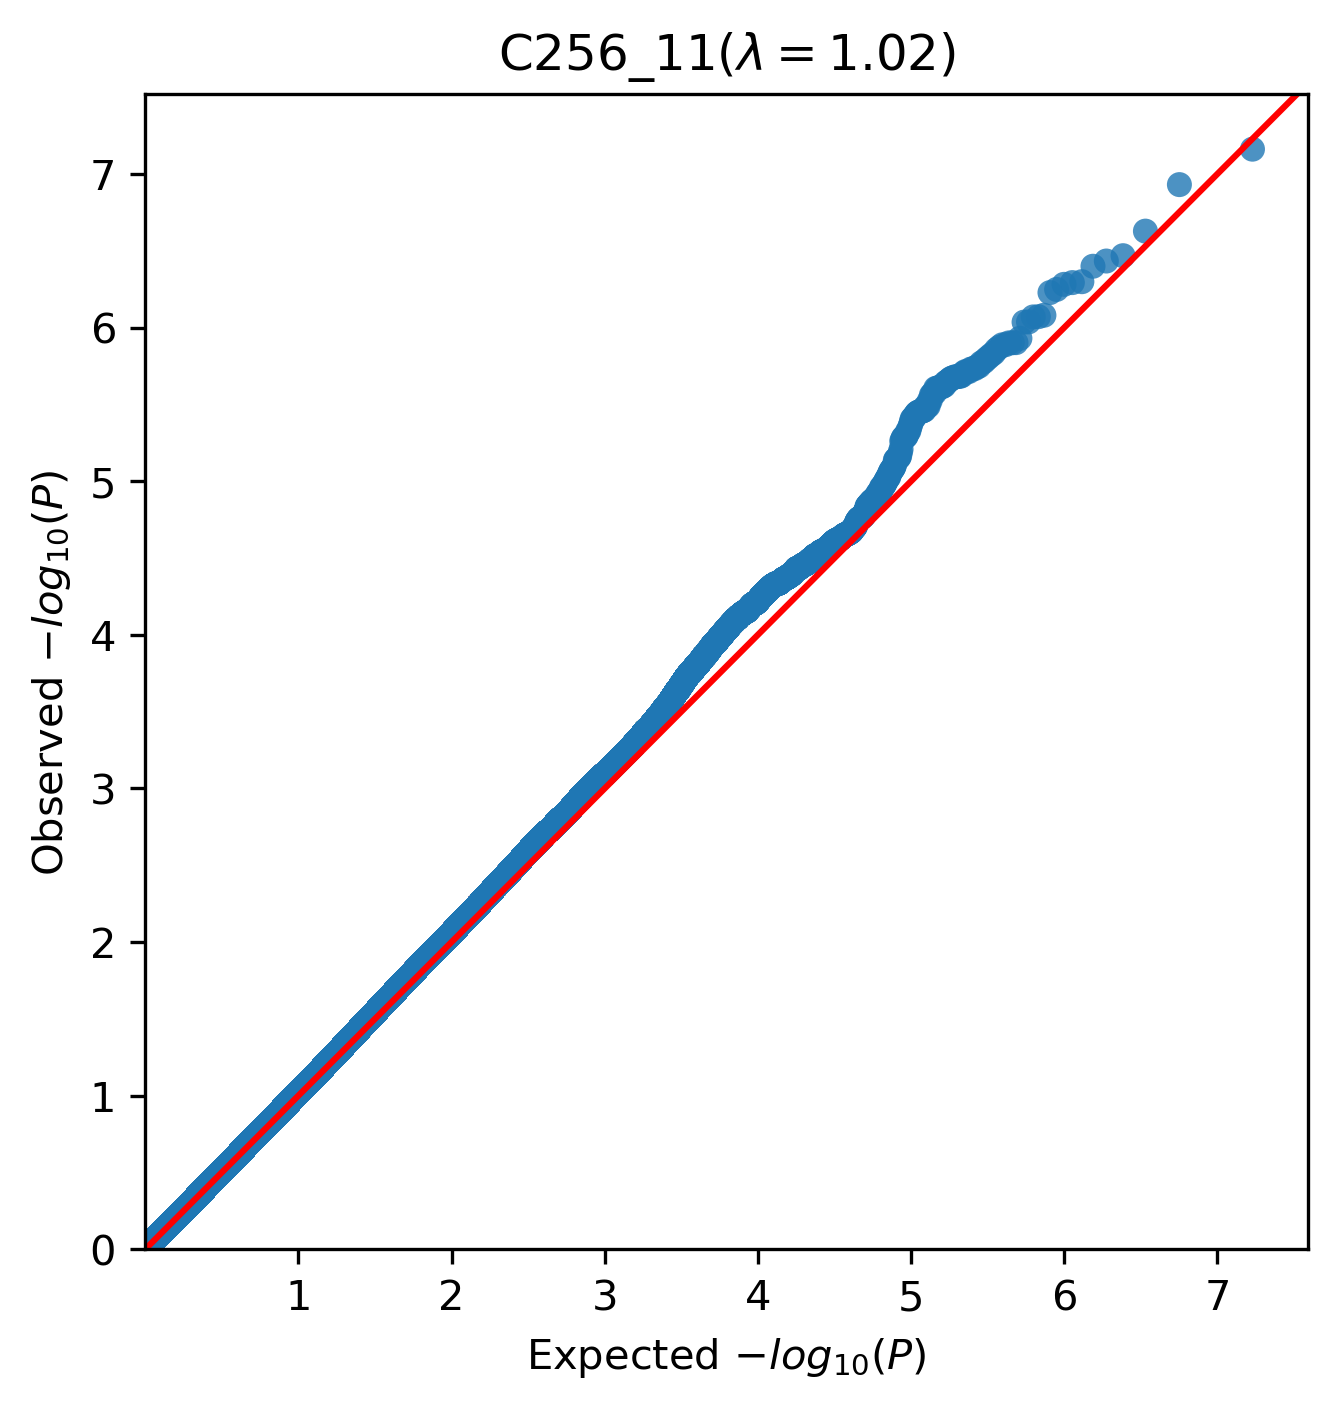 C256_11(λ = 1.02)
Observed −log₁₀(P)
7
6
5
4
3
2
1
0
1 2 3 4 5 6 7
Expected −log₁₀(P)